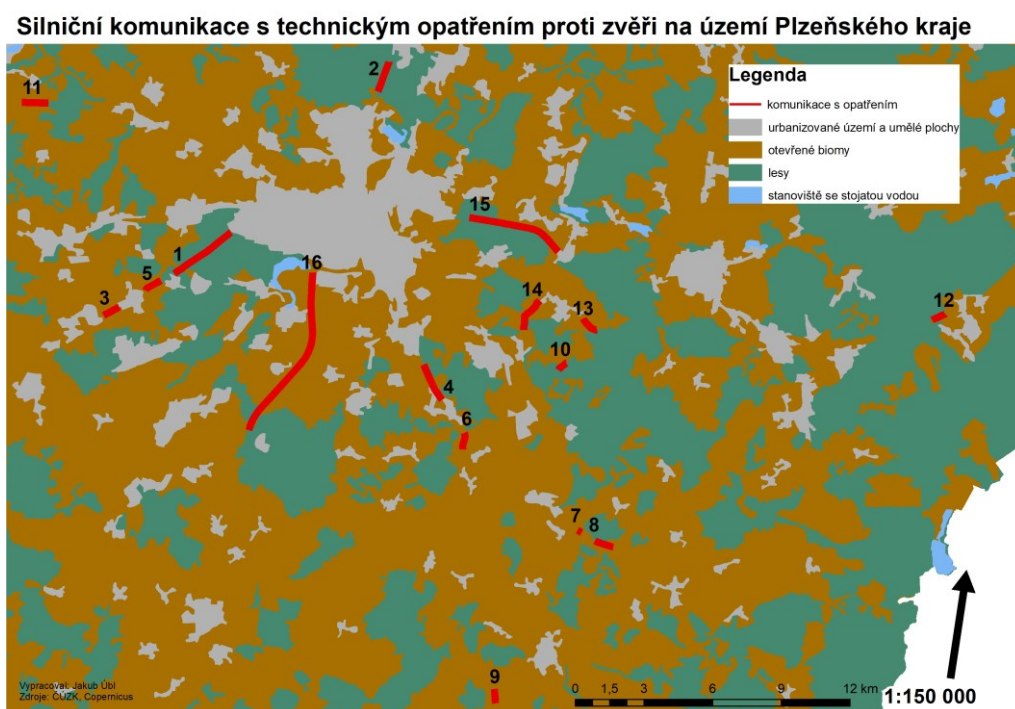 Silniční komunikace s technickým opatřením proti zvěři na území Plzeňského kraje
2
11
Legenda
komunikace s opatřením
urbanizované území a umělé plochy
otevřené biomy
lesy
stanoviště se stojatou vodou
15
1
5
16
3
14
13
12
10
4
6
7
8
9
Vypracoval: Jakub Úbl
Zdroje: ČÚZK, Copernicus
0 1,5 3 6 9 12 km
1:150 000